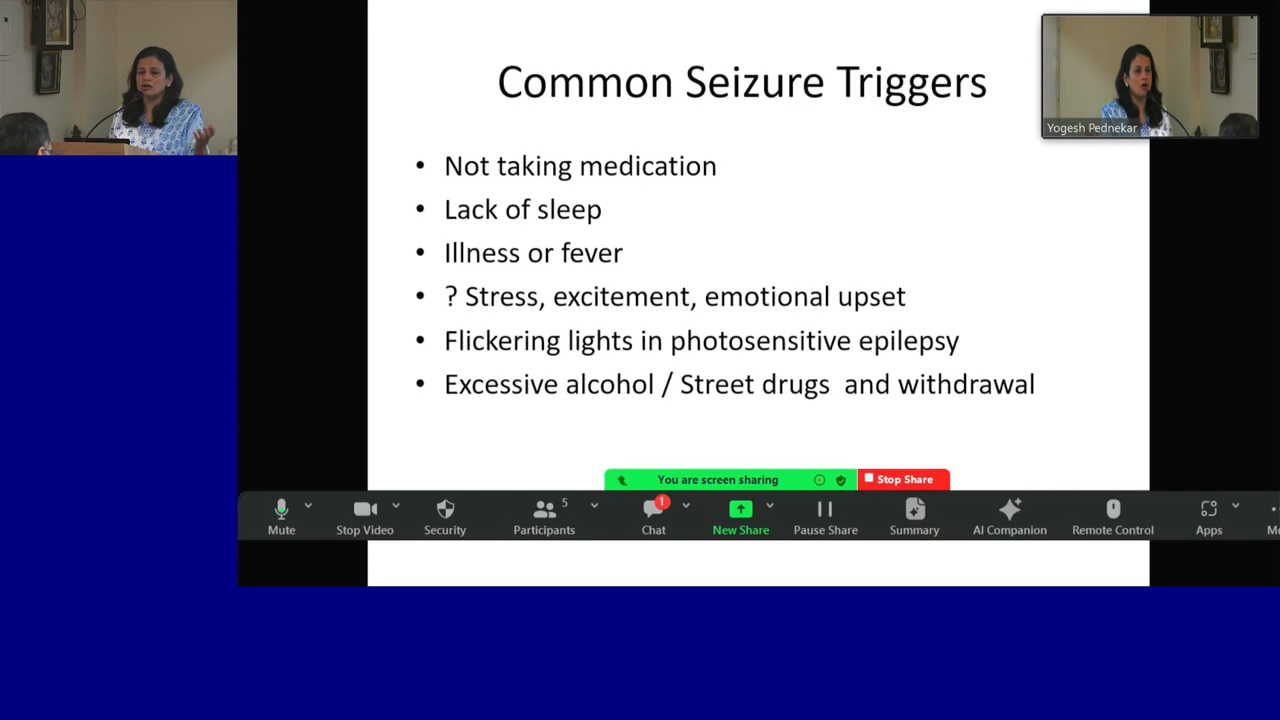 Common Seizure Triggers
Yogesh Pednekar
• Not taking medication
• Lack of sleep
• Illness or fever
• ? Stress, excitement, emotional upset
• Flickering lights in photosensitive epilepsy
• Excessive alcohol / Street drugs and withdrawal
You are screen sharing Stop Share
5 1
Mute Stop Video Security Participants Chat New Share Pause Share Summary AI Companion Remote Control Apps